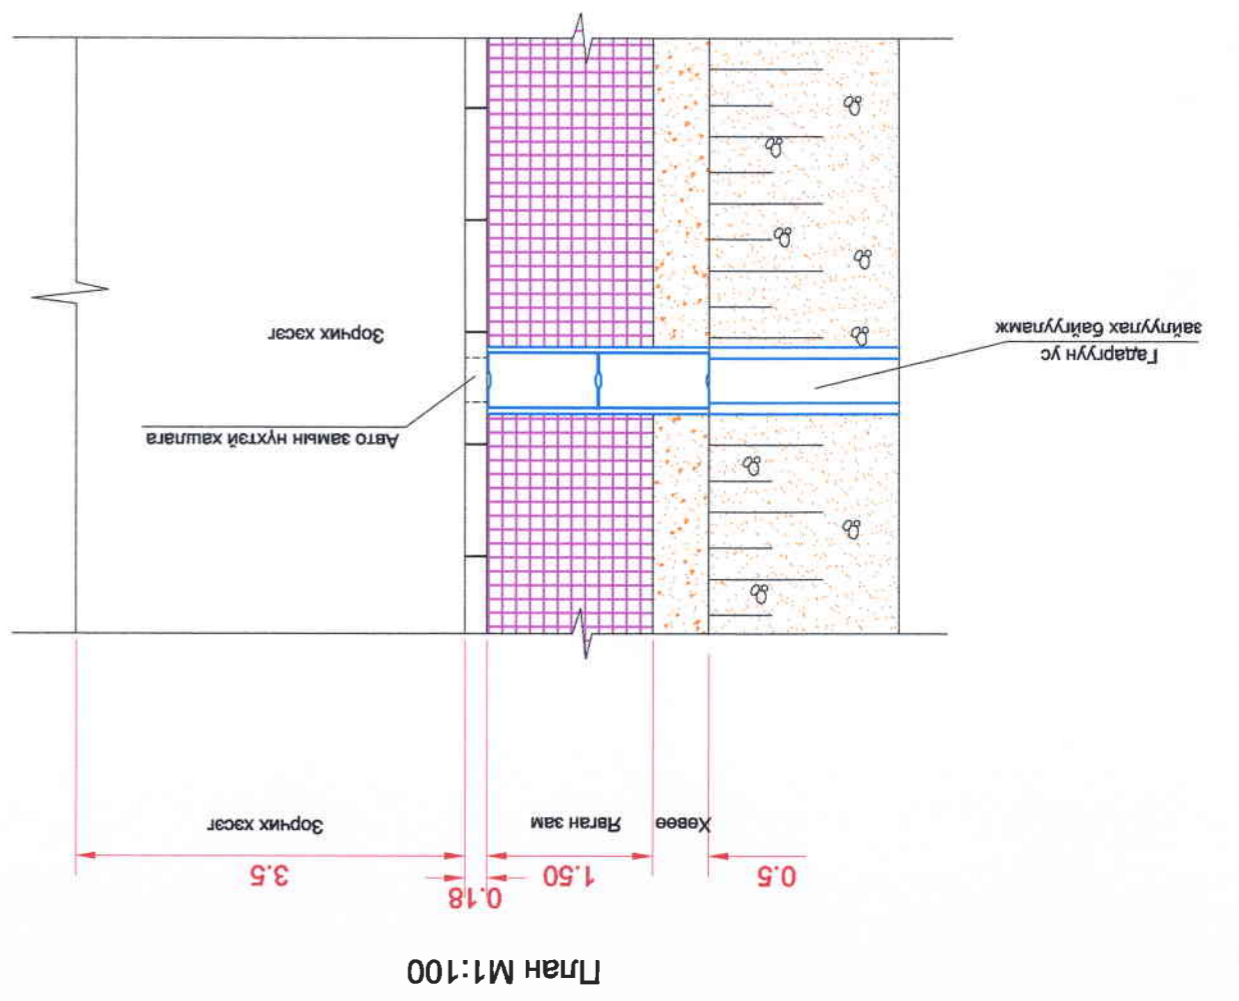 План М1:100
0.5
1.50
0.18
3.5
Хөвөө
Явган зам
Зорчих хэсэг
Гадаргуун ус
зайлуулах байгууламж
Авто замын нүхтэй хашлага
Зорчих хэсэг